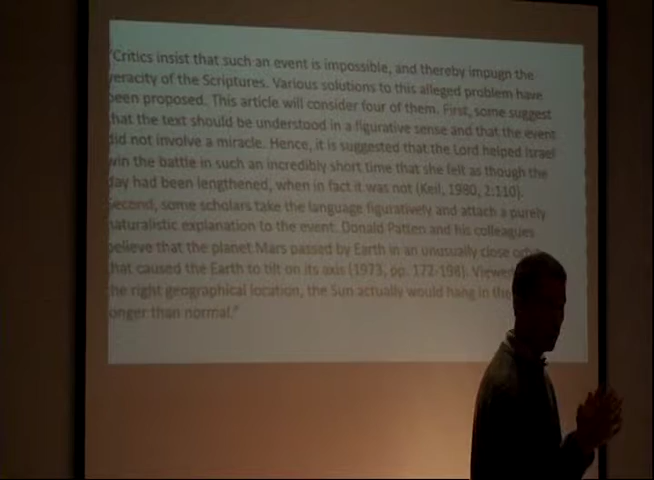 "Critics insist that such an event is impossible, and thereby impugn the
veracity of the Scriptures. Various solutions to this alleged problem have
been proposed. This article will consider four of them. First, some suggest
that the text should be understood in a figurative sense and that the event
did not involve a miracle. Hence, it is suggested that the Lord helped Israel
win the battle in such an incredibly short time that she felt as though the
day had been lengthened, when in fact it was not (Keil, 1980, 2:110).
Second, some scholars take the language figuratively and attach a purely
naturalistic explanation to the event. Donald Patten and his colleagues
believe that the planet Mars passed by Earth in an unusually close
that caused the Earth to tilt on its axis (1973, pp. 172-198). Viewed
the right geographical location, the Sun actually would hang in the
longer than normal."